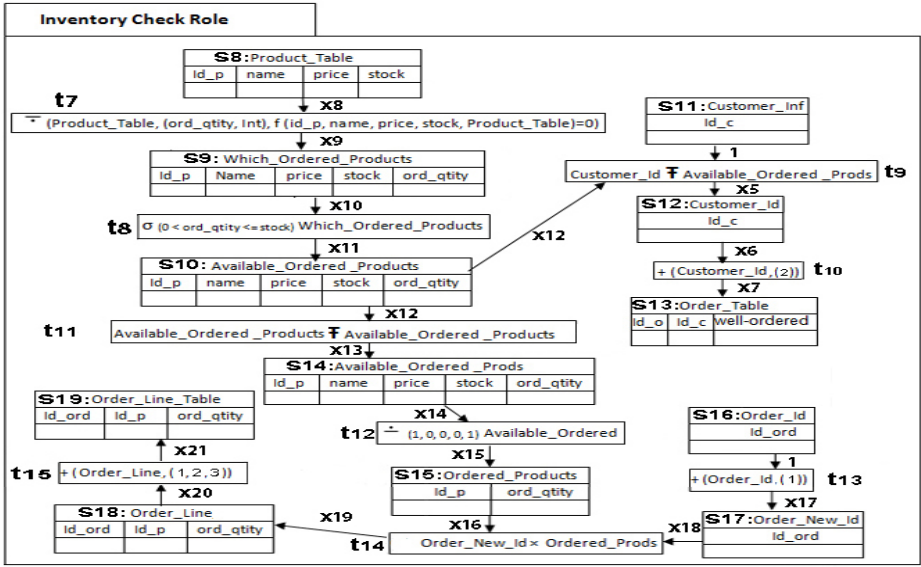 Inventory Check Role
S8:Product_Table
Id_p name price stock
x8
t7
÷ (Product_Table, (ord_qtity, Int), f (id_p, name, price, stock, Product_Table)=0)
x9
S9: Which_Ordered_Products
Id_p Name price stock ord_qtity
x10
t8 σ (0 < ord_qtity <= stock) Which_Ordered_Products
x11
S10: Available_Ordered _Products
Id_p name price stock ord_qtity
x12
x12
t11 Available_Ordered _Products Ŧ Available_Ordered _Products
x13
S14:Available_Ordered _Prods
Id_p name price stock ord_qtity
x14
t12 ÷ (1, 0, 0, 0, 1) Available_Ordered
x15
S15:Ordered_Products
Id_p ord_qtity
x16
t14 Order_New_Id× Ordered_Prods
S11:Customer_Inf
Id_c
1
Customer_Id Ŧ Available_Ordered _Prods t9
x5
S12:Customer_Id
Id_c
x6
+ (Customer_Id,(2)) t10
x7
S13:Order_Table
Id_o Id_c well-ordered
S16:Order_Id
Id_ord
1
+ (Order_Id,(1)) t13
x17
S17:Order_New_Id
Id_ord
x18
x19
S18: Order_Line
Id_ord Id_p ord_qtity
x20
t15 + (Order_Line, (1,2,3))
x21
S19:Order_Line_Table
Id_ord Id_p ord_qtity